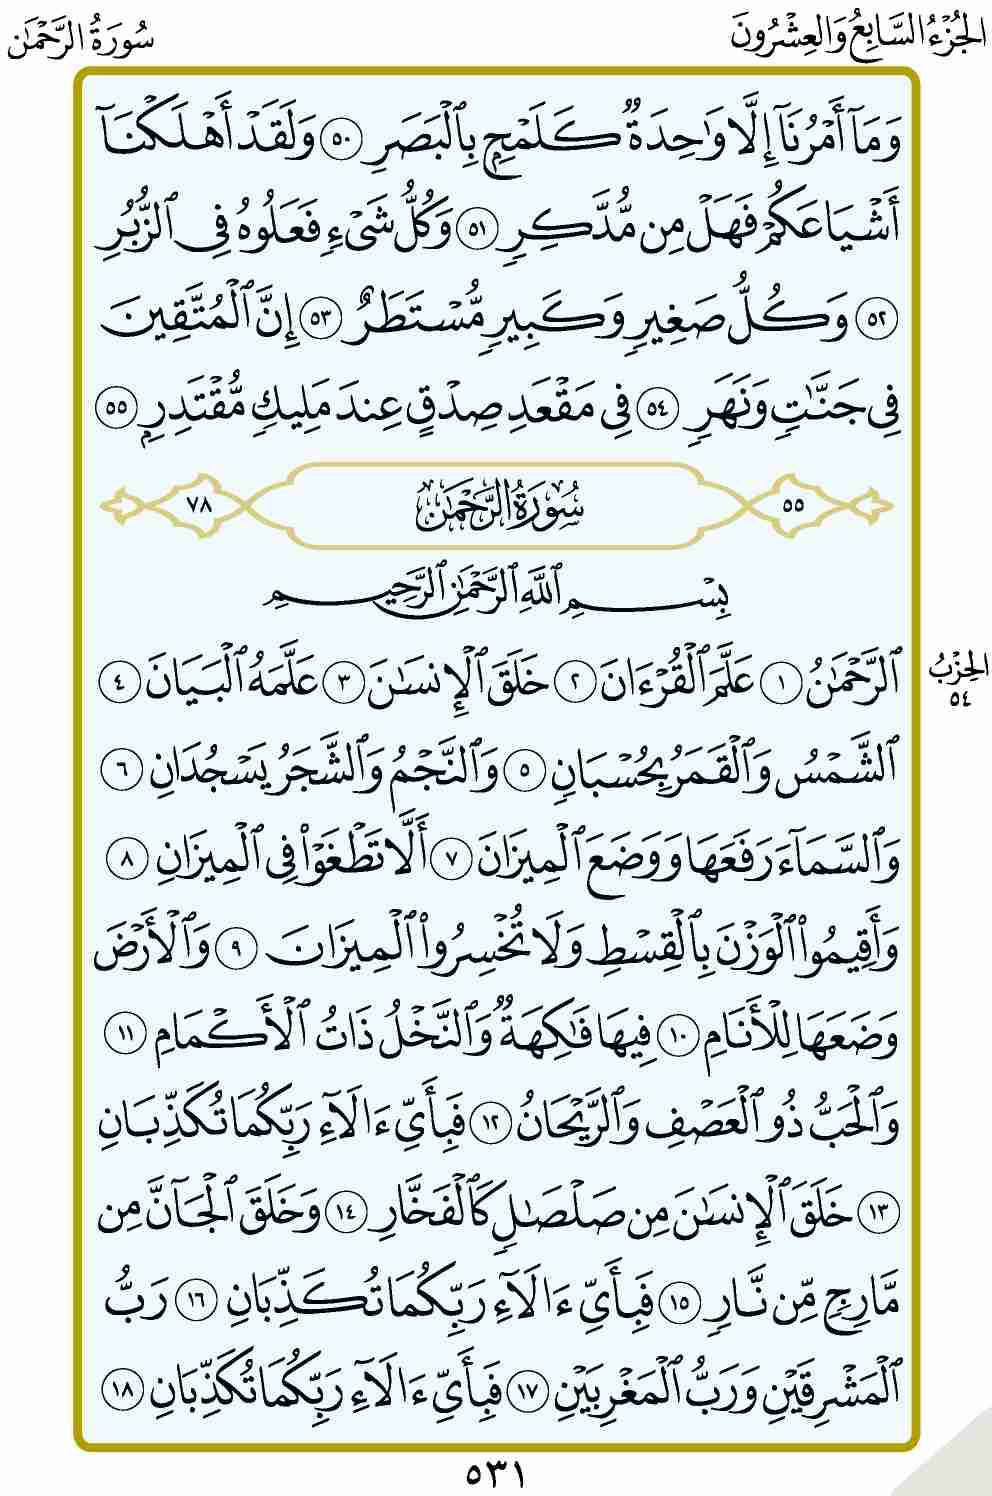 الجُزْءُ السَّابِعُ وَالعِشْرُونَ
سُورَةُ الرَّحْمَٰن
وَمَآ أَمْرُنَآ إِلَّا وَٰحِدَةٌ كَلَمْحِۭ بِٱلْبَصَرِ ٥٠ وَلَقَدْ أَهْلَكْنَآ
أَشْيَاعَكُمْ فَهَلْ مِن مُّدَّكِرٍ ٥١ وَكُلُّ شَىْءٍ فَعَلُوهُ فِى ٱلزُّبُرِ
٥٢ وَكُلُّ صَغِيرٍ وَكَبِيرٍ مُّسْتَطَرٌ ٥٣ إِنَّ ٱلْمُتَّقِينَ
فِى جَنَّٰتٍ وَنَهَرٍ ٥٤ فِى مَقْعَدِ صِدْقٍ عِندَ مَلِيكٍ مُّقْتَدِرِۭ ٥٥
٥٥ سُورَةُ الرَّحْمَٰن ٧٨
بِسْمِ ٱللَّهِ ٱلرَّحْمَٰنِ ٱلرَّحِيمِ
ٱلرَّحْمَٰنُ ١ عَلَّمَ ٱلْقُرْءَانَ ٢ خَلَقَ ٱلْإِنسَٰنَ ٣ عَلَّمَهُ ٱلْبَيَانَ ٤
الحِزْبُ
٥٤
ٱلشَّمْسُ وَٱلْقَمَرُ بِحُسْبَانٍ ٥ وَٱلنَّجْمُ وَٱلشَّجَرُ يَسْجُدَانِ ٦
وَٱلسَّمَآءَ رَفَعَهَا وَوَضَعَ ٱلْمِيزَانَ ٧ أَلَّا تَطْغَوْا۟ فِى ٱلْمِيزَانِ ٨
وَأَقِيمُوا۟ ٱلْوَزْنَ بِٱلْقِسْطِ وَلَا تُخْسِرُوا۟ ٱلْمِيزَانَ ٩ وَٱلْأَرْضَ
وَضَعَهَا لِلْأَنَامِ ١٠ فِيهَا فَٰكِهَةٌ وَٱلنَّخْلُ ذَاتُ ٱلْأَكْمَامِ ١١
وَٱلْحَبُّ ذُو ٱلْعَصْفِ وَٱلرَّيْحَانُ ١٢ فَبِأَىِّ ءَالَآءِ رَبِّكُمَا تُكَذِّبَانِ
١٣ خَلَقَ ٱلْإِنسَٰنَ مِن صَلْصَٰلٍ كَٱلْفَخَّارِ ١٤ وَخَلَقَ ٱلْجَآنَّ مِن
مَّارِجٍ مِّن نَّارٍ ١٥ فَبِأَىِّ ءَالَآءِ رَبِّكُمَا تُكَذِّبَانِ ١٦ رَبُّ
ٱلْمَشْرِقَيْنِ وَرَبُّ ٱلْمَغْرِبَيْنِ ١٧ فَبِأَىِّ ءَالَآءِ رَبِّكُمَا تُكَذِّبَانِ ١٨
٥٣١